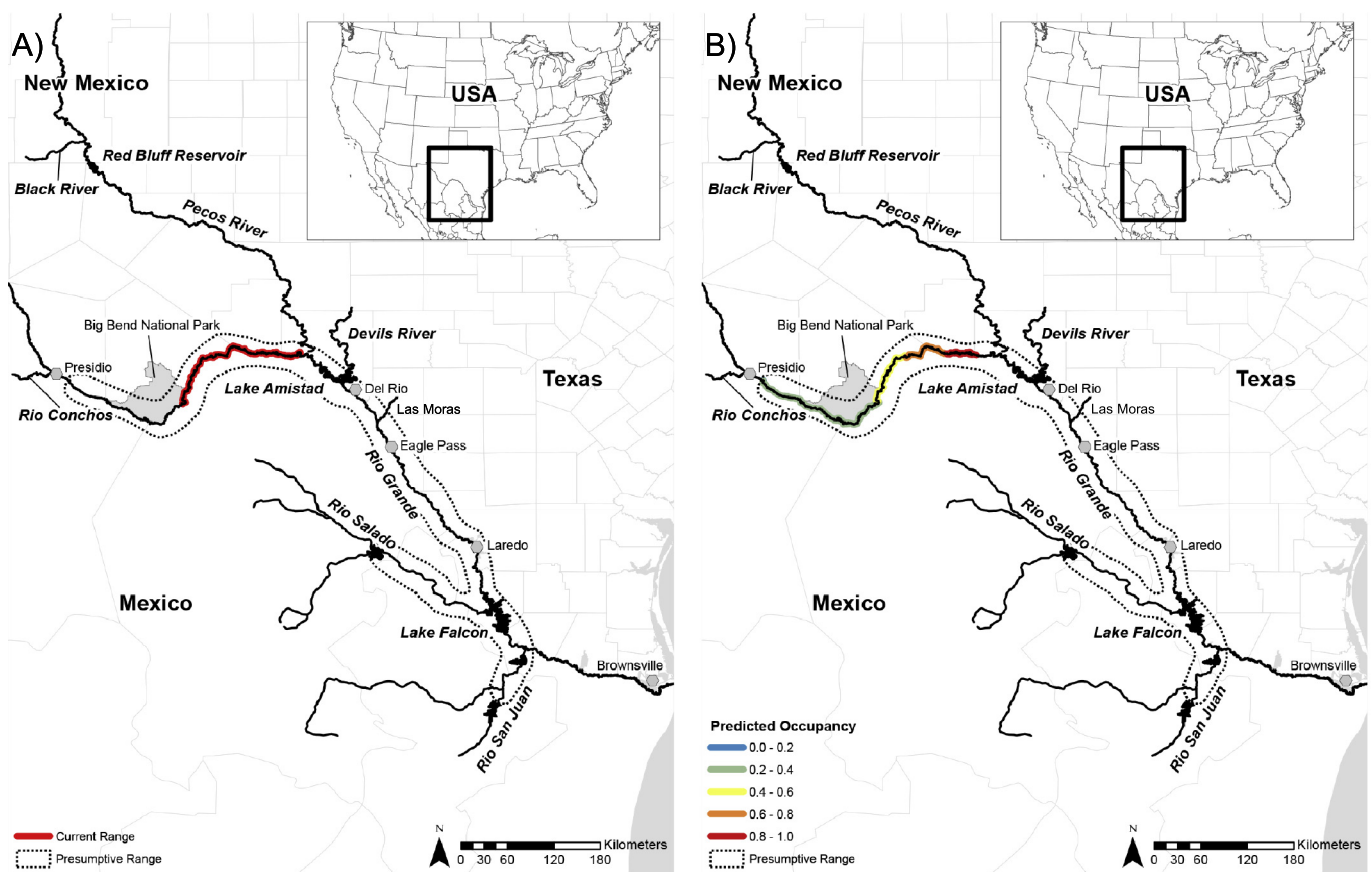 A)
New Mexico
USA
Red Bluff Reservoir
Black River
Pecos River
Big Bend National Park
Devils River
Presidio
Lake Amistad
Del Rio
Texas
Rio Conchos
Las Moras
Eagle Pass
Rio Grande
Rio Salado
Laredo
Mexico
Lake Falcon
Brownsville
Rio San Juan
Current Range
Presumptive Range
N
Kilometers
0 30 60 120 180
B)
New Mexico
USA
Red Bluff Reservoir
Black River
Pecos River
Big Bend National Park
Devils River
Presidio
Lake Amistad
Del Rio
Texas
Rio Conchos
Las Moras
Eagle Pass
Rio Grande
Rio Salado
Laredo
Mexico
Lake Falcon
Brownsville
Rio San Juan
Predicted Occupancy
0.0 - 0.2
0.2 - 0.4
0.4 - 0.6
0.6 - 0.8
0.8 - 1.0
Presumptive Range
N
Kilometers
0 30 60 120 180